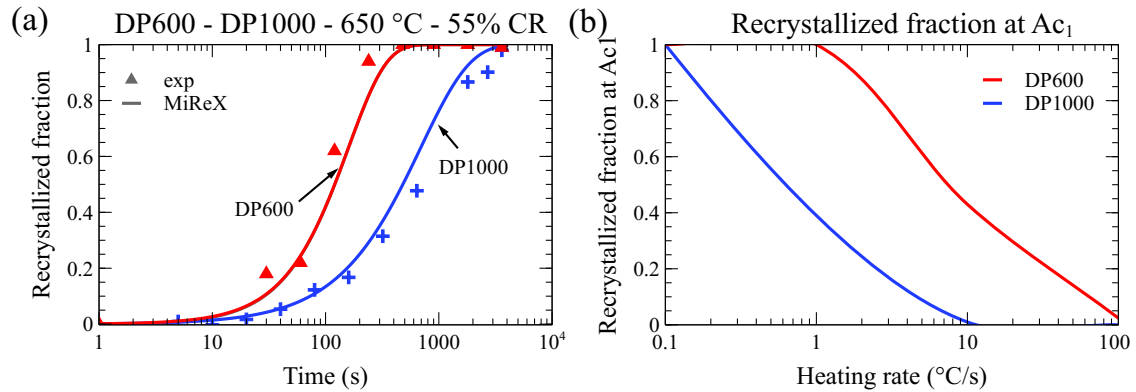 (a)
DP600 - DP1000 - 650 °C - 55% CR
Recrystallized fraction
1
0.8
0.6
0.4
0.2
0
exp
MiReX
DP600
DP1000
1
10
100
1000
10⁴
Time (s)
(b)
Recrystallized fraction at Ac₁
Recrystallized fraction at Ac1
1
0.8
0.6
0.4
0.2
0
DP600
DP1000
0.1
1
10
100
Heating rate (°C/s)